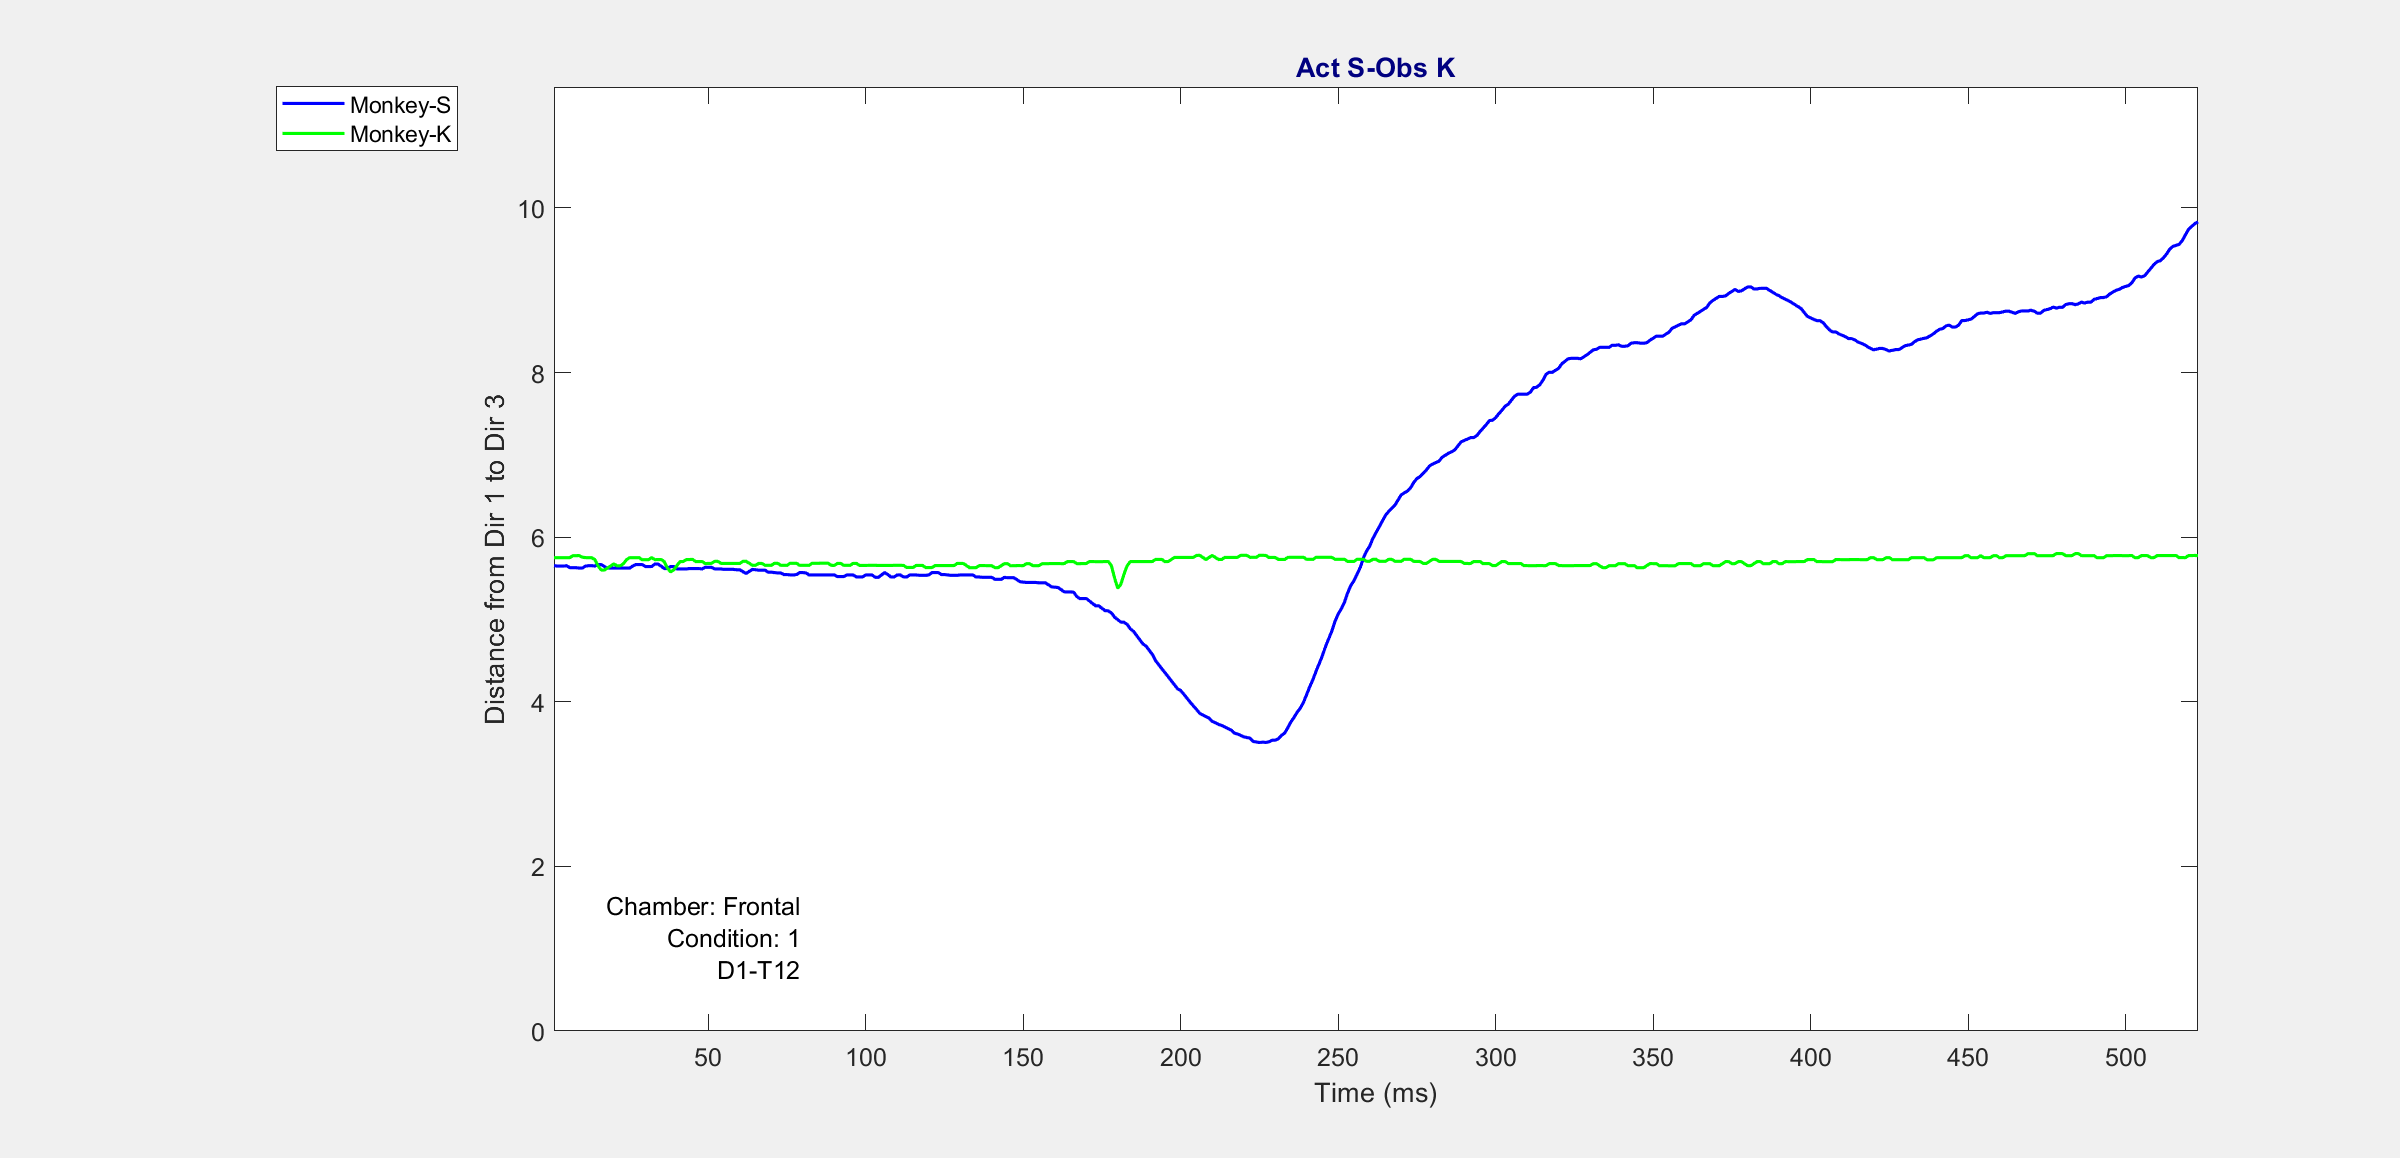 Act S-Obs K
Monkey-S
Monkey-K
10
8
6
4
2
0
Distance from Dir 1 to Dir 3
Chamber: Frontal
Condition: 1
D1-T12
50 100 150 200 250 300 350 400 450 500
Time (ms)